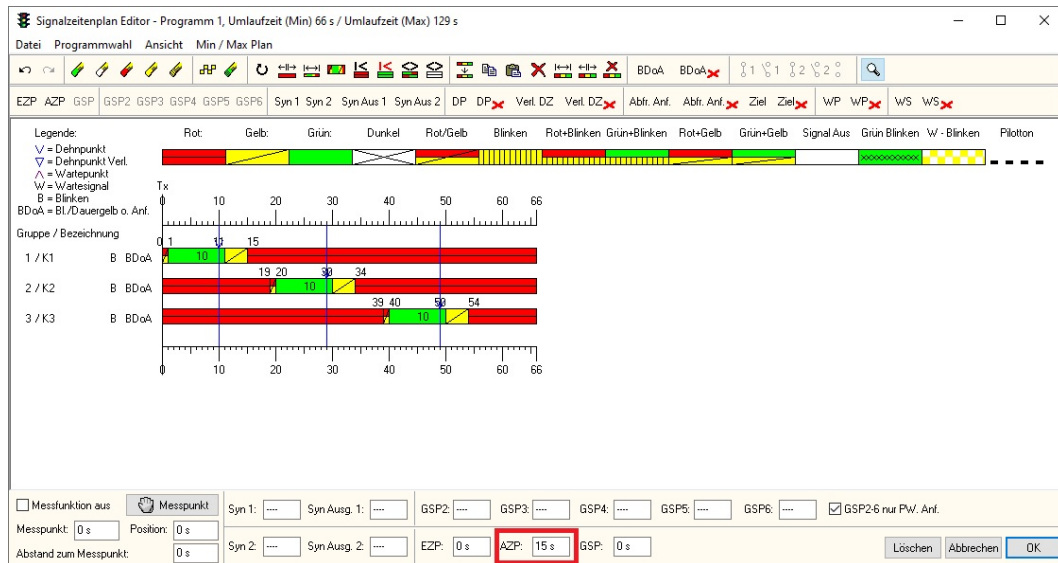 Signalzeitenplan Editor - Programm 1, Umlaufzeit (Min) 66 s / Umlaufzeit (Max) 129 s
Datei Programmwahl Ansicht Min / Max Plan
BDoA BDoA 1 1 2 2
EZP AZP GSP GSP2 GSP3 GSP4 GSP5 GSP6 Syn 1 Syn 2 Syn Aus 1 Syn Aus 2 DP DP Verl. DZ Verl. DZ Abfr. Anf. Abfr. Anf. Ziel Ziel WP WP WS WS
Legende: Rot: Gelb: Grün: Dunkel Rot/Gelb Blinken Rot+Blinken Grün+Blinken Rot+Gelb Grün+Gelb Signal Aus Grün Blinken W - Blinken Pilotton
V = Dehnpunkt
▽ = Dehnpunkt Verl.
Λ = Wartepunkt
W = Wartesignal
B = Blinken
BDoA = Bl./Dauergelb o. Anf.
Tx
0 10 20 30 40 50 60 66
Gruppe / Bezeichnung
0 1 11 15
1 / K1 B BDoA 10
19 20 30 34
2 / K2 B BDoA 10
39 40 50 54
3 / K3 B BDoA 10
0 10 20 30 40 50 60 66
Messfunktion aus Messpunkt Syn 1: ---- Syn Ausg. 1: ---- GSP2: ---- GSP3: ---- GSP4: ---- GSP5: ---- GSP6: ---- GSP2-6 nur PW. Anf.
Messpunkt: 0 s Position: 0 s
Abstand zum Messpunkt: 0 s Syn 2: ---- Syn Ausg. 2: ---- EZP: 0 s AZP: 15 s GSP: 0 s Löschen Abbrechen OK